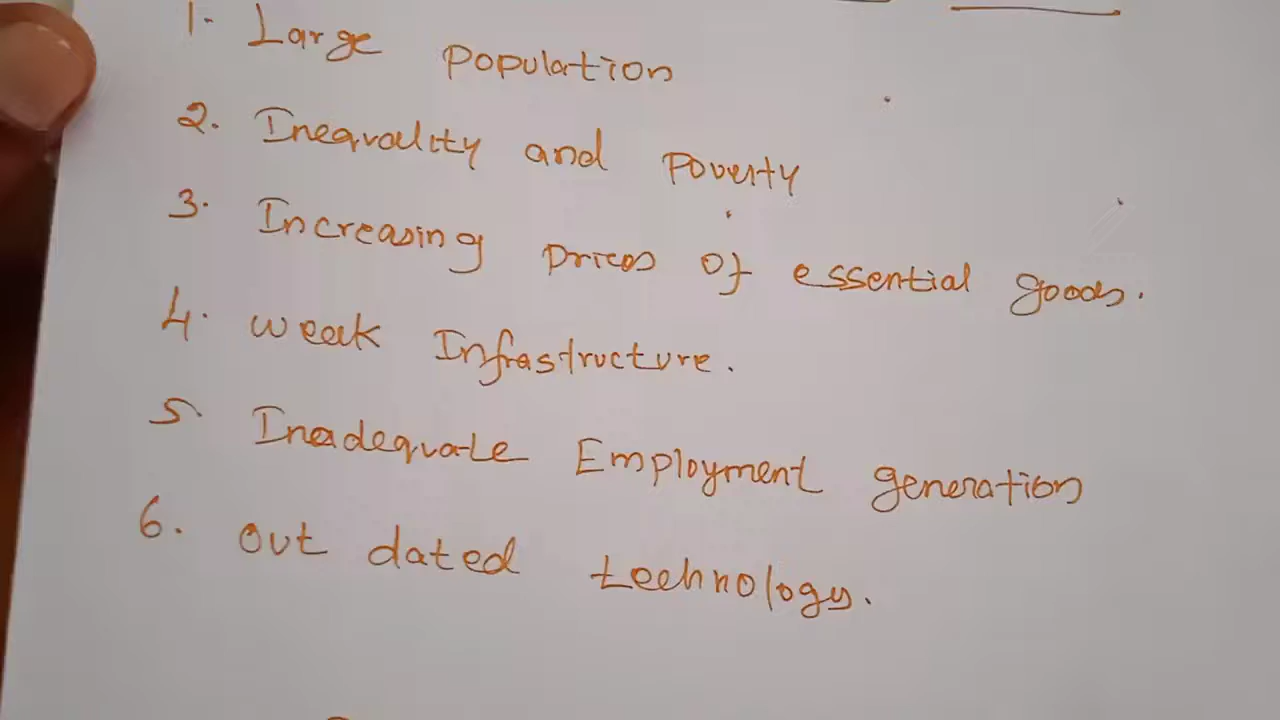 1. Large population
2. Inequality and Poverty
3. Increasing prices of essential goods.
4. Weak Infrastructure.
5. Inadequate Employment generation
6. Out dated technology.